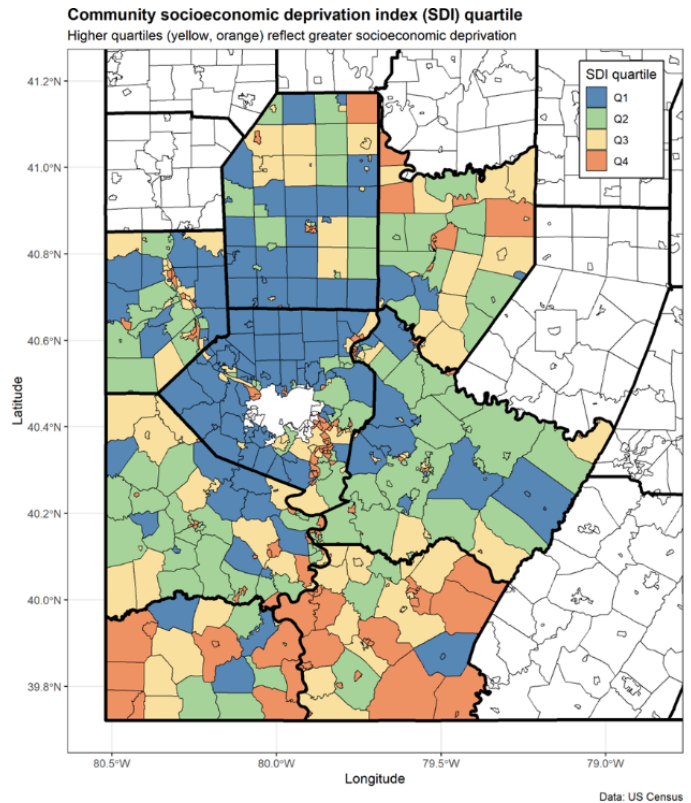 Community socioeconomic deprivation index (SDI) quartile
Higher quartiles (yellow, orange) reflect greater socioeconomic deprivation
SDI quartile
Q1
Q2
Q3
Q4
41.2°N
41.0°N
40.8°N
40.6°N
40.4°N
40.2°N
40.0°N
39.8°N
Latitude
80.5°W
80.0°W
79.5°W
79.0°W
Longitude
Data: US Census